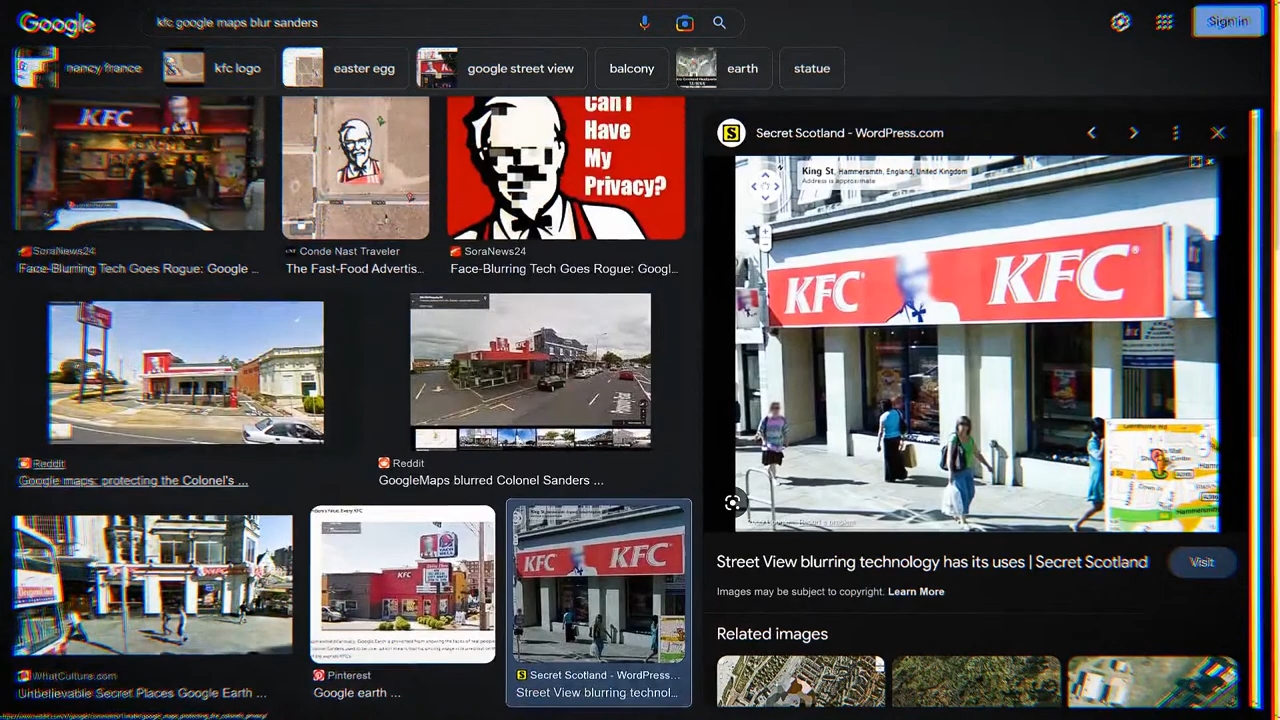 Google
kfc google maps blur sanders
Sign in
nancy france
kfc logo
easter egg
google street view
balcony
earth
statue
KFC
Can I
Have
My
Privacy?
SoraNews24
Face-Blurring Tech Goes Rogue: Google ...
Conde Nast Traveler
The Fast-Food Advertis...
SoraNews24
Face-Blurring Tech Goes Rogue: Googl...
Reddit
Google maps: protecting the Colonel's ...
Reddit
GoogleMaps blurred Colonel Sanders ...
WhatCulture.com
Unbelievable Secret Places Google Earth ...
KFC
Pinterest
Google earth ...
KFC KFC
Secret Scotland - WordPress...
Street View blurring technol...
Secret Scotland - WordPress.com
King St, Hammersmith, England, United Kingdom
Address is approximate
KFC KFC
Hammersmith
Street View blurring technology has its uses | Secret Scotland
Visit
Images may be subject to copyright. Learn More
Related images